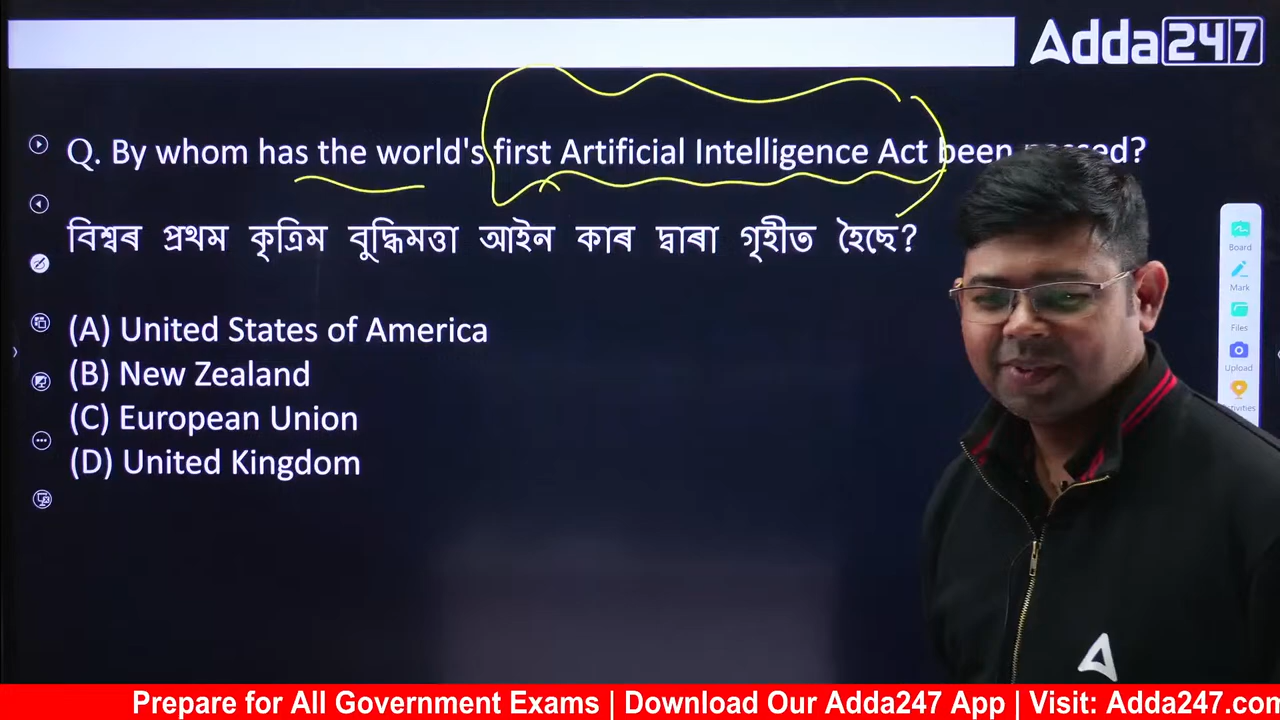 Adda247
Q. By whom has the world's first Artificial Intelligence Act been passed?
বিশ্বৰ প্ৰথম কৃত্ৰিম বুদ্ধিমত্তা আইন কাৰ দ্বাৰা গৃহীত হৈছে?
(A) United States of America
(B) New Zealand
(C) European Union
(D) United Kingdom
Board
Mark
Files
Upload
Prepare for All Government Exams | Download Our Adda247 App | Visit: Adda247.com